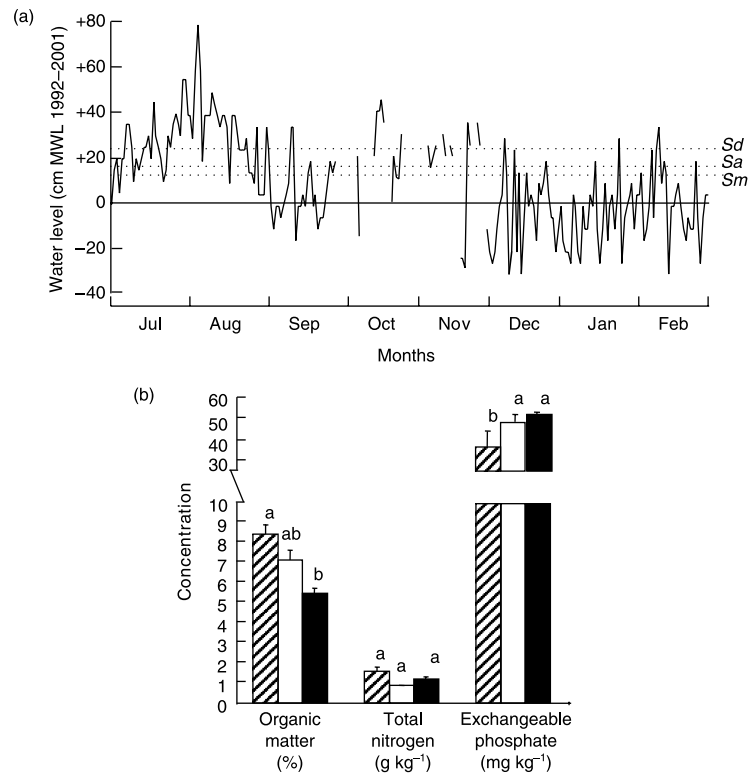 (a)
+80
+60
+40
+20
0
−20
−40
Water level (cm MWL 1992–2001)
Sd
Sa
Sm
Jul Aug Sep Oct Nov Dec Jan Feb
Months
(b)
60
50
40
30
10
9
8
7
6
5
4
3
2
1
0
Concentration
a ab b
a a a
b a a
Organic matter (%)
Total nitrogen (g kg⁻¹)
Exchangeable phosphate (mg kg⁻¹)